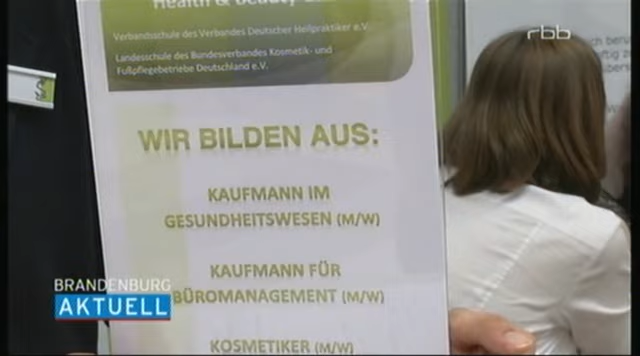 Health & Beauty
rbb
Verbandsschule des Verbandes Deutscher Heilpraktiker e.V.
Landesschule des Bundesverbandes Kosmetik- und
Fußpflegebetriebe Deutschland e.V.
WIR BILDEN AUS:
KAUFMANN IM
GESUNDHEITSWESEN (M/W)
KAUFMANN FÜR
BÜROMANAGEMENT (M/W)
KOSMETIKER (M/W)
BRANDENBURG
AKTUELL